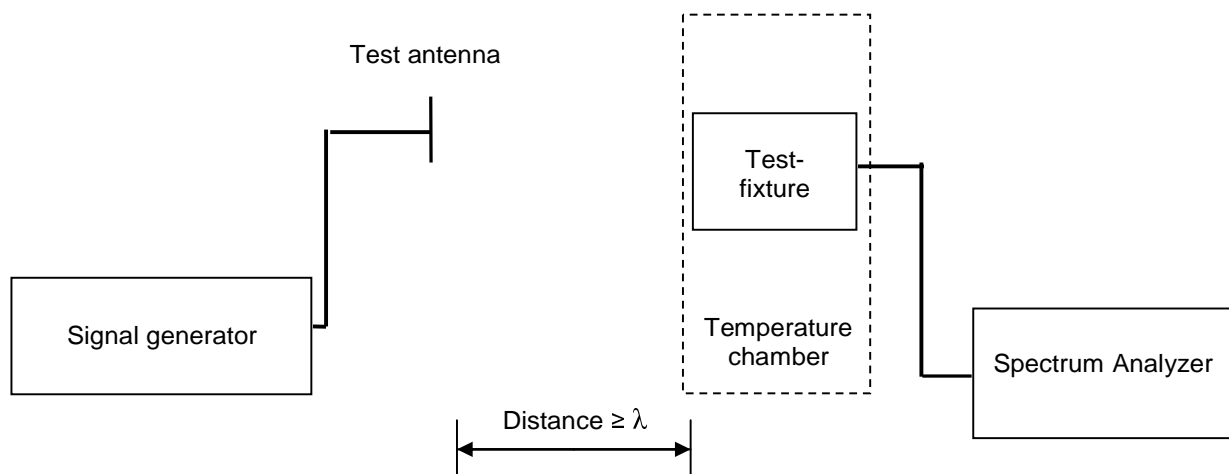 Test antenna
Test-
fixture
Signal generator
Temperature
chamber
Spectrum Analyzer
Distance ≥ λ